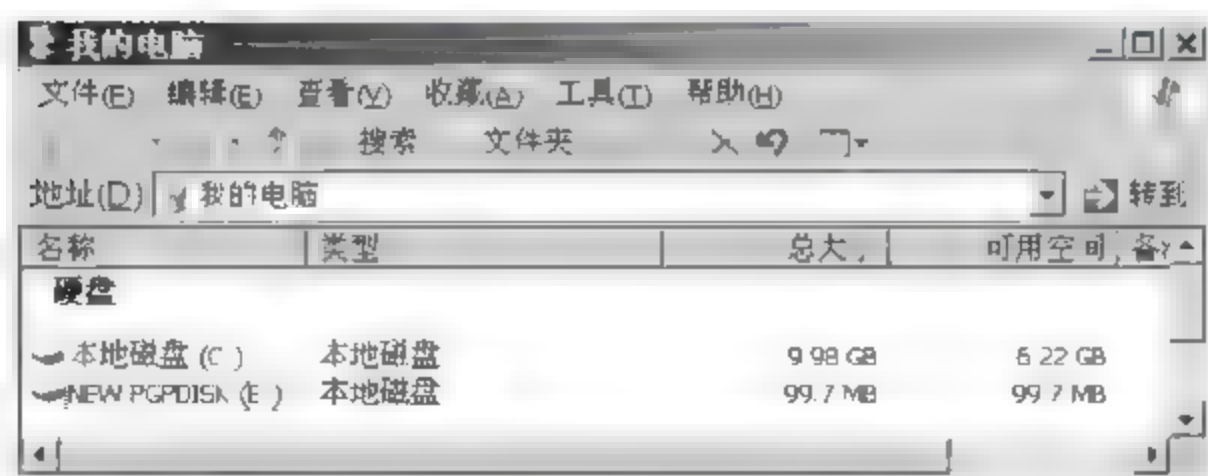 我的电脑
文件(F) 编辑(E) 查看(V) 收藏(A) 工具(T) 帮助(H)
搜索 文件夹
地址(D) 我的电脑 转到
名称 类型 总大 可用空间
硬盘
本地磁盘 (C ) 本地磁盘 9.98 GB 6.22 GB
NEW PGPDISK (E ) 本地磁盘 99.7 MB 99.7 MB